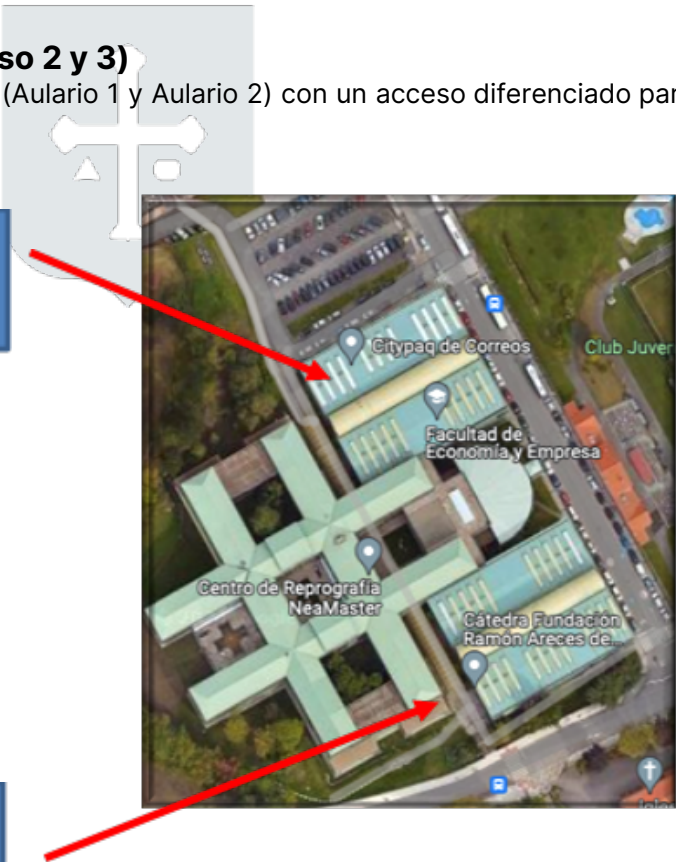 so 2 y 3)
(Aulario 1 y Aulario 2) con un acceso diferenciado par
Citypaq de Correos
Club Juver
Facultad de
Economía y Empresa
Centro de Reprografía
NeaMaster
Cátedra Fundación
Ramón Areces de...